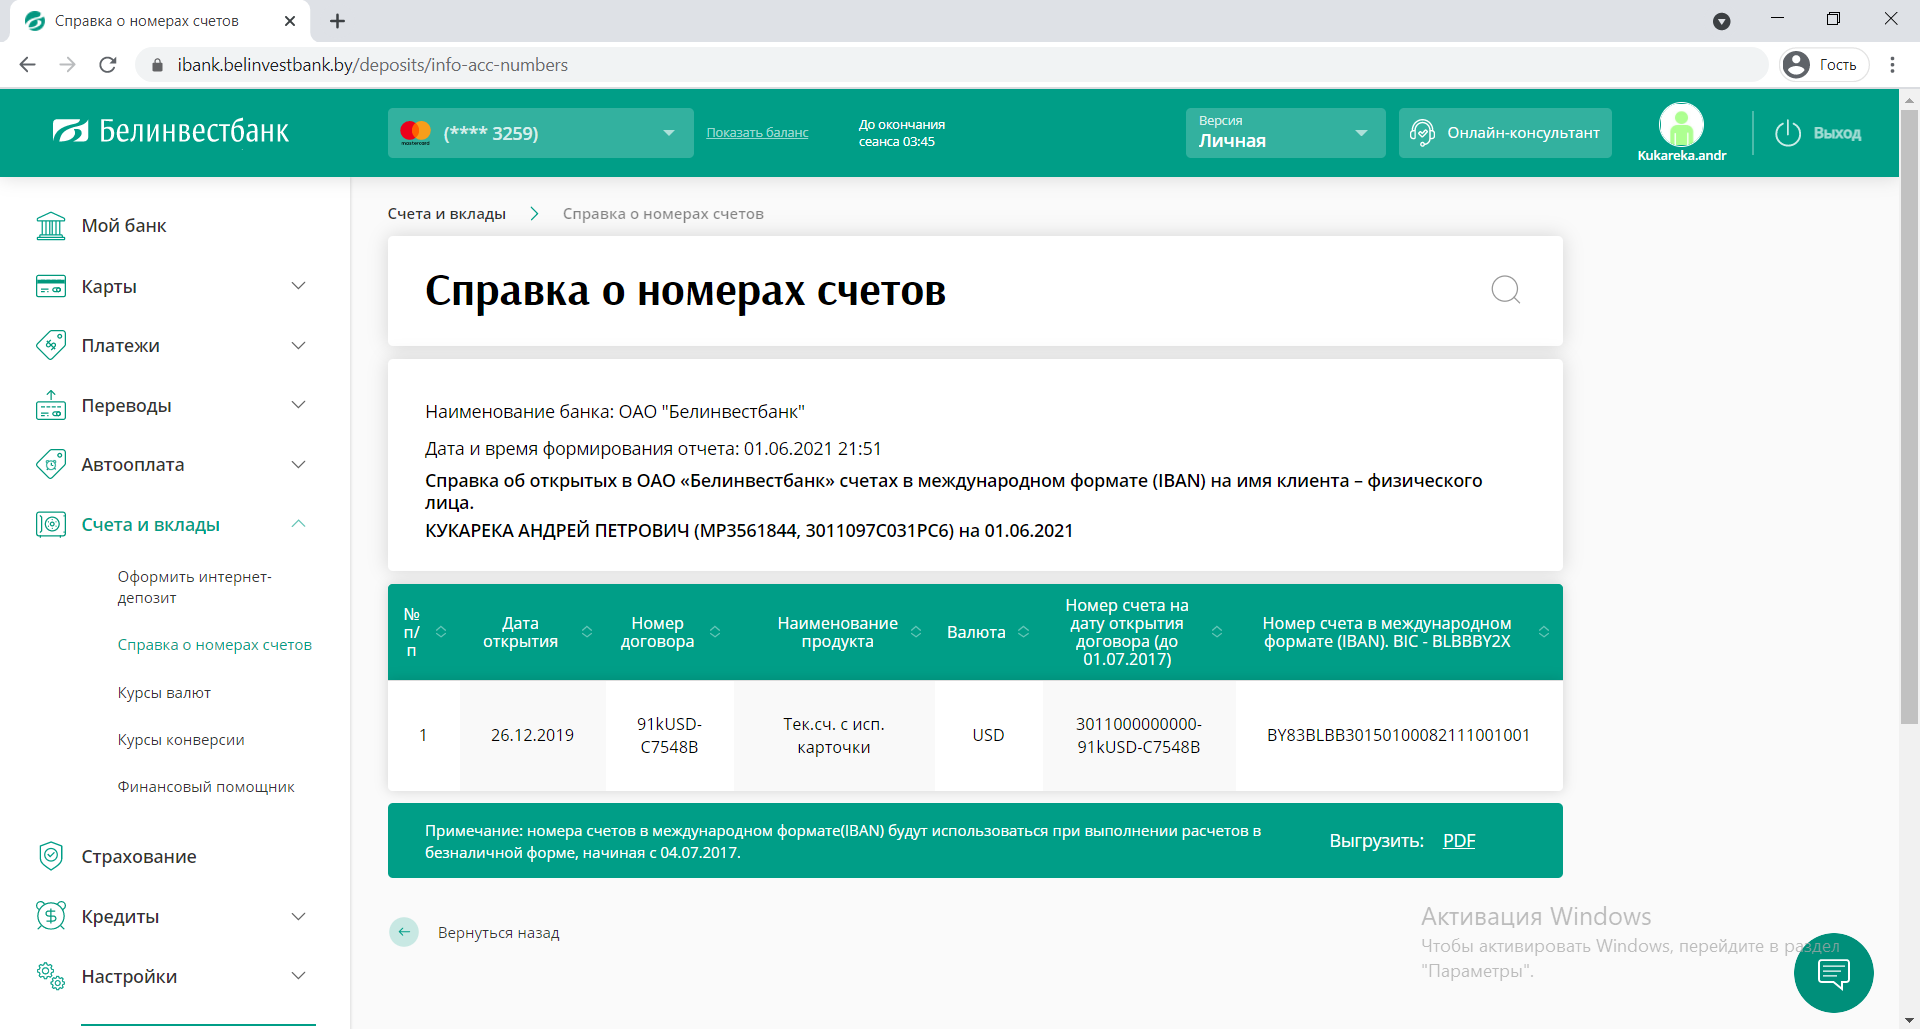 Справка о номерах счетов
ibank.belinvestbank.by/deposits/info-acc-numbers
Гость
Белинвестбанк
mastercard
(**** 3259)
Показать баланс
До окончания
сеанса 03:45
Версия
Личная
Онлайн-консультант
Kukareka.andr
Выход
Мой банк
Карты
Платежи
Переводы
Автооплата
Счета и вклады
Оформить интернет-
депозит
Справка о номерах счетов
Курсы валют
Курсы конверсии
Финансовый помощник
Страхование
Кредиты
Настройки
Счета и вклады
Справка о номерах счетов
Справка о номерах счетов
Наименование банка: ОАО "Белинвестбанк"
Дата и время формирования отчета: 01.06.2021 21:51
Справка об открытых в ОАО «Белинвестбанк» счетах в международном формате (IBAN) на имя клиента – физического
лица.
КУКАРЕКА АНДРЕЙ ПЕТРОВИЧ (MP3561844, 3011097C031PC6) на 01.06.2021
№
п/
п
Дата
открытия
Номер
договора
Наименование
продукта
Валюта
Номер счета на
дату открытия
договора (до
01.07.2017)
Номер счета в международном
формате (IBAN). BIC - BLBBBY2X
1
26.12.2019
91kUSD-
C7548B
Тек.сч. с исп.
карточки
USD
3011000000000-
91kUSD-C7548B
BY83BLBB30150100082111001001
Примечание: номера счетов в международном формате(IBAN) будут использоваться при выполнении расчетов в
безналичной форме, начиная с 04.07.2017.
Выгрузить: PDF
Вернуться назад
Активация Windows
Чтобы активировать Windows, перейдите в раздел
"Параметры".